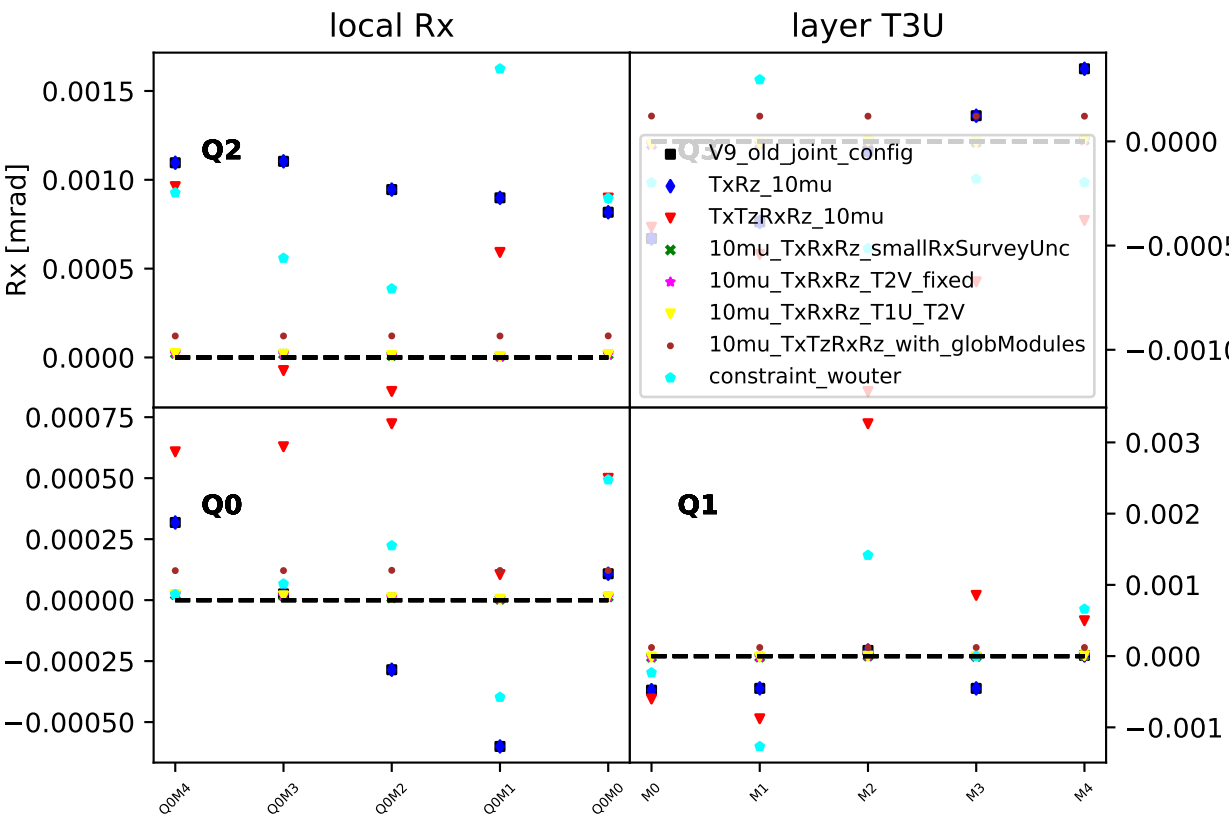 local Rx
layer T3U
Rx [mrad]
0.0015
0.0010
0.0005
0.0000
Q2
Q3
0.0000
−0.0005
−0.0010
V9_old_joint_config
TxRz_10mu
TxTzRxRz_10mu
10mu_TxRxRz_smallRxSurveyUnc
10mu_TxRxRz_T2V_fixed
10mu_TxRxRz_T1U_T2V
10mu_TxTzRxRz_with_globModules
constraint_wouter
0.00075
0.00050
0.00025
0.00000
−0.00025
−0.00050
Q0
Q1
0.003
0.002
0.001
0.000
−0.001
Q0M4
Q0M3
Q0M2
Q0M1
Q0M0
M0
M1
M2
M3
M4